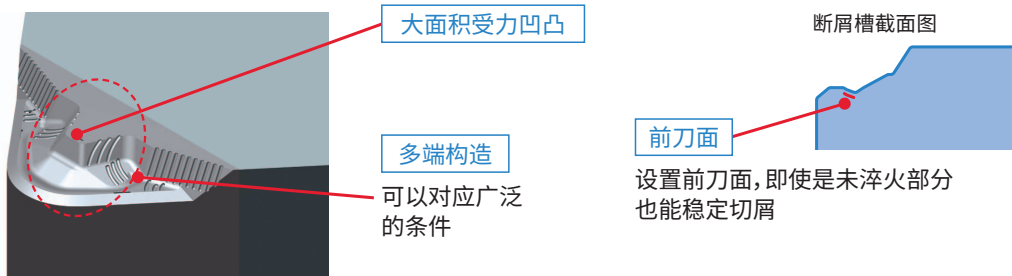 大面积受力凹凸
多端构造
可以对应广泛
的条件
断屑槽截面图
前刀面
设置前刀面，即使是未淬火部分
也能稳定切屑